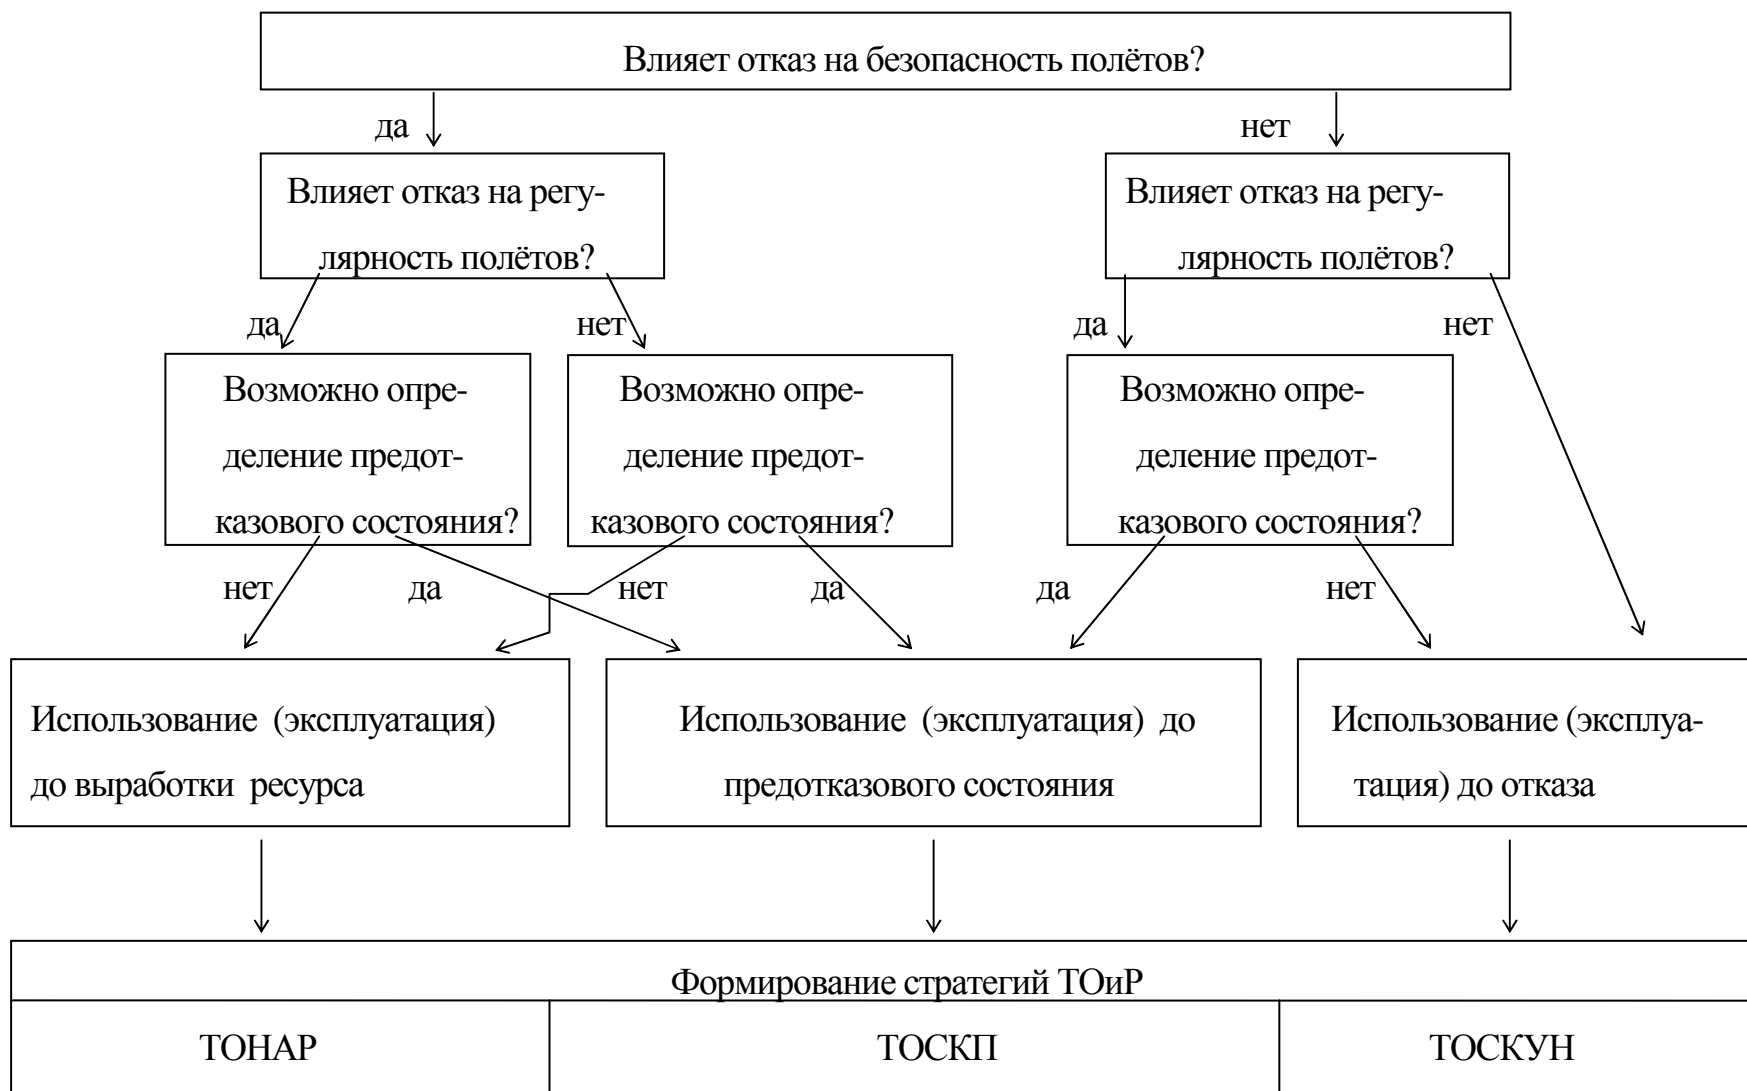 Влияет отказ на безопасность полётов?
да
нет
Влияет отказ на регу-
лярность полётов?
Влияет отказ на регу-
лярность полётов?
да
нет
да
нет
Возможно опре-
деление предот-
казового состояния?
Возможно опре-
деление предот-
казового состояния?
Возможно опре-
деление предот-
казового состояния?
нет
да
нет
да
да
нет
Использование (эксплуатация)
до выработки ресурса
Использование (эксплуатация) до
предотказового состояния
Использование (эксплуа-
тация) до отказа
Формирование стратегий ТОиР
ТОНАР
ТОСКП
ТОСКУН